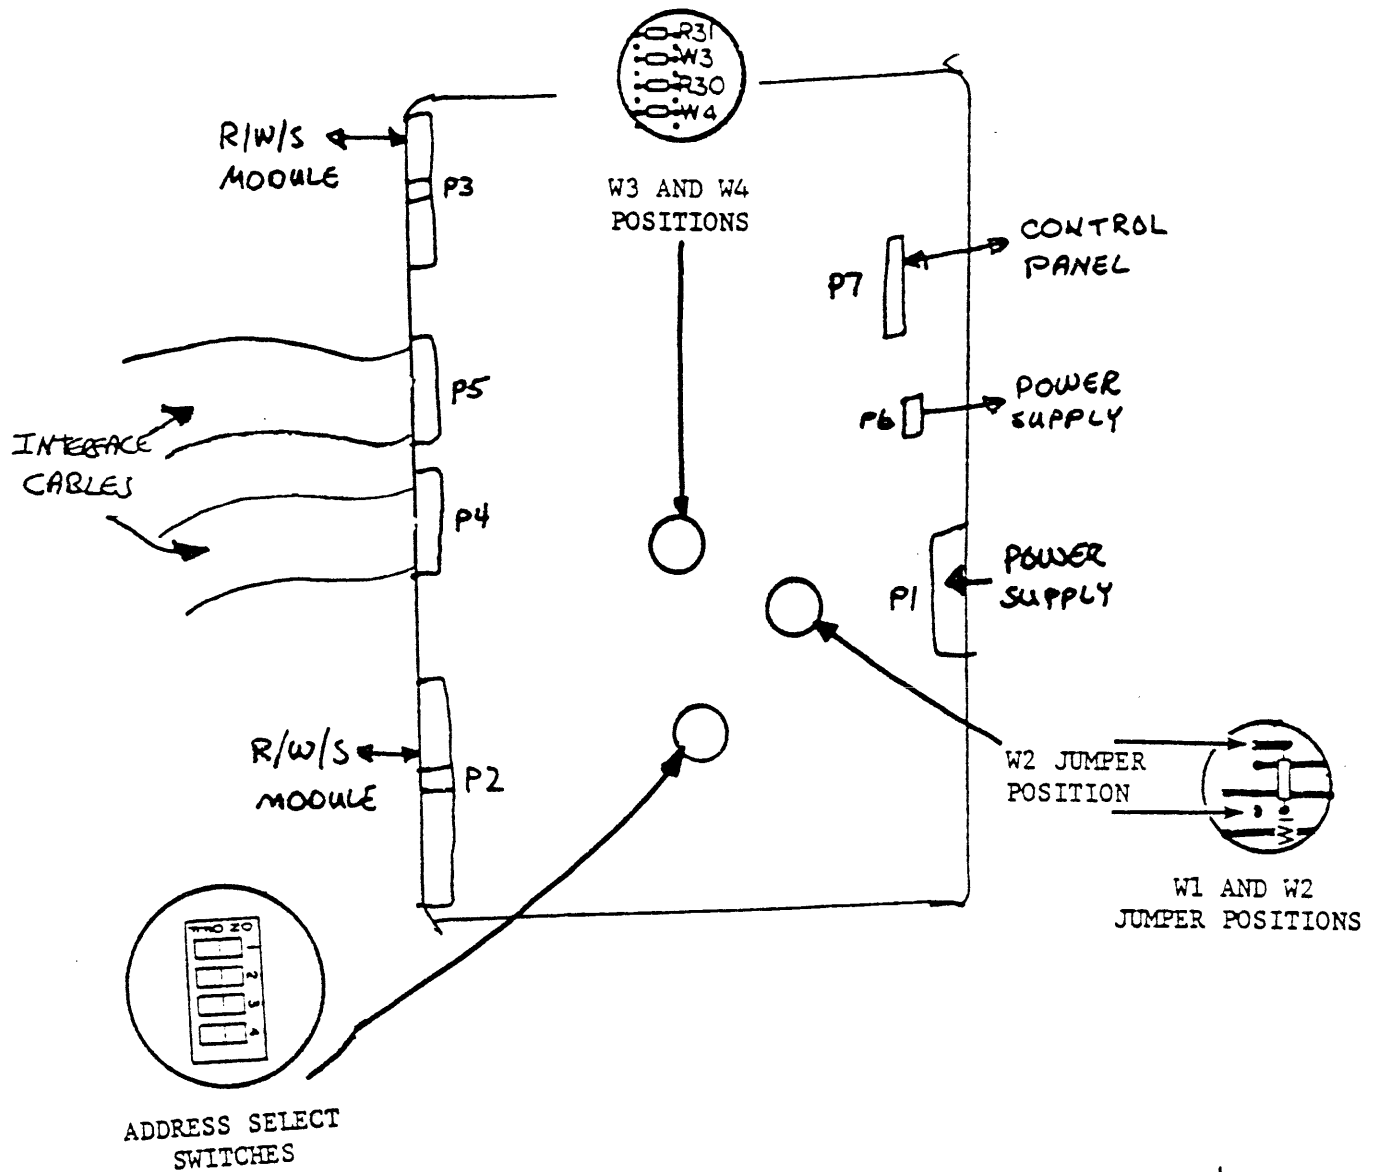 R31
W3
R30
W4
W3 AND W4
POSITIONS
R/W/S
MODULE
P3
CONTROL
PANEL
P7
P5
POWER
SUPPLY
P6
INTERFACE
CABLES
P4
POWER
SUPPLY
P1
R/W/S
MODULE
P2
W2 JUMPER
POSITION
W1
W1 AND W2
JUMPER POSITIONS
ON OFF
1
2
3
4
ADDRESS SELECT
SWITCHES